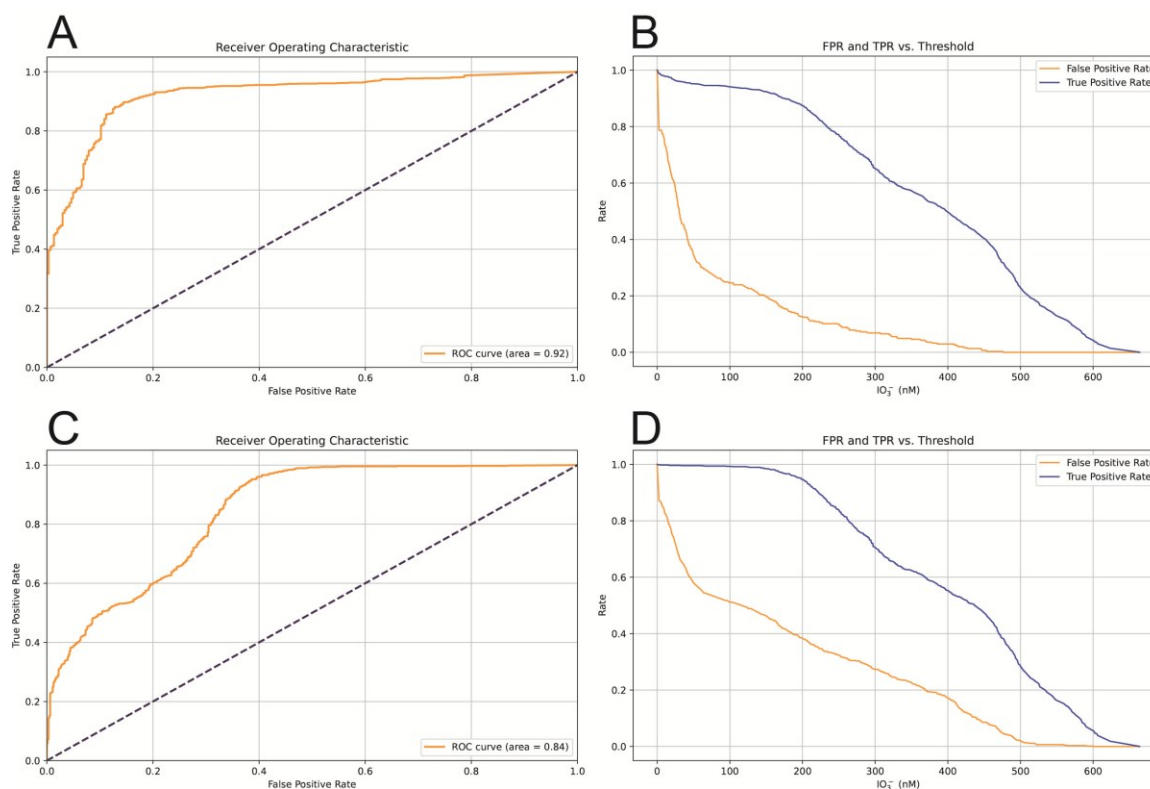 A
Receiver Operating Characteristic
True Positive Rate
1.0
0.8
0.6
0.4
0.2
0.0
0.0 0.2 0.4 0.6 0.8 1.0
False Positive Rate
ROC curve (area = 0.92)
B
FPR and TPR vs. Threshold
False Positive Rate
True Positive Rate
Rate
1.0
0.8
0.6
0.4
0.2
0.0
0 100 200 300 400 500 600
IO₃⁻ (nM)
C
Receiver Operating Characteristic
True Positive Rate
1.0
0.8
0.6
0.4
0.2
0.0
0.0 0.2 0.4 0.6 0.8 1.0
False Positive Rate
ROC curve (area = 0.84)
D
FPR and TPR vs. Threshold
False Positive Rate
True Positive Rate
Rate
1.0
0.8
0.6
0.4
0.2
0.0
0 100 200 300 400 500 600
IO₃⁻ (nM)